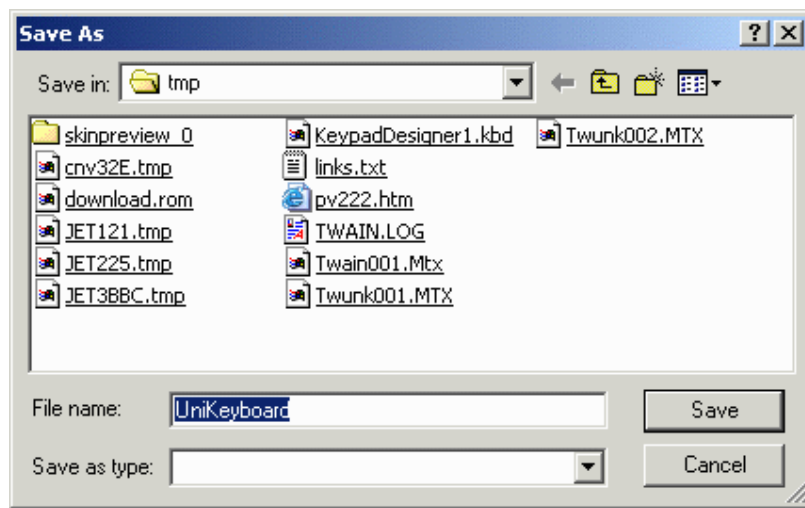 Save As
Save in: tmp
skinpreview_0 KeypadDesigner1.kbd Twunk002.MTX
cnv32E.tmp links.txt
download.rom pv222.htm
JET121.tmp TWAIN.LOG
JET225.tmp Twain001.Mtx
JET3BBC.tmp Twunk001.MTX
File name: UniKeyboard Save
Save as type: Cancel